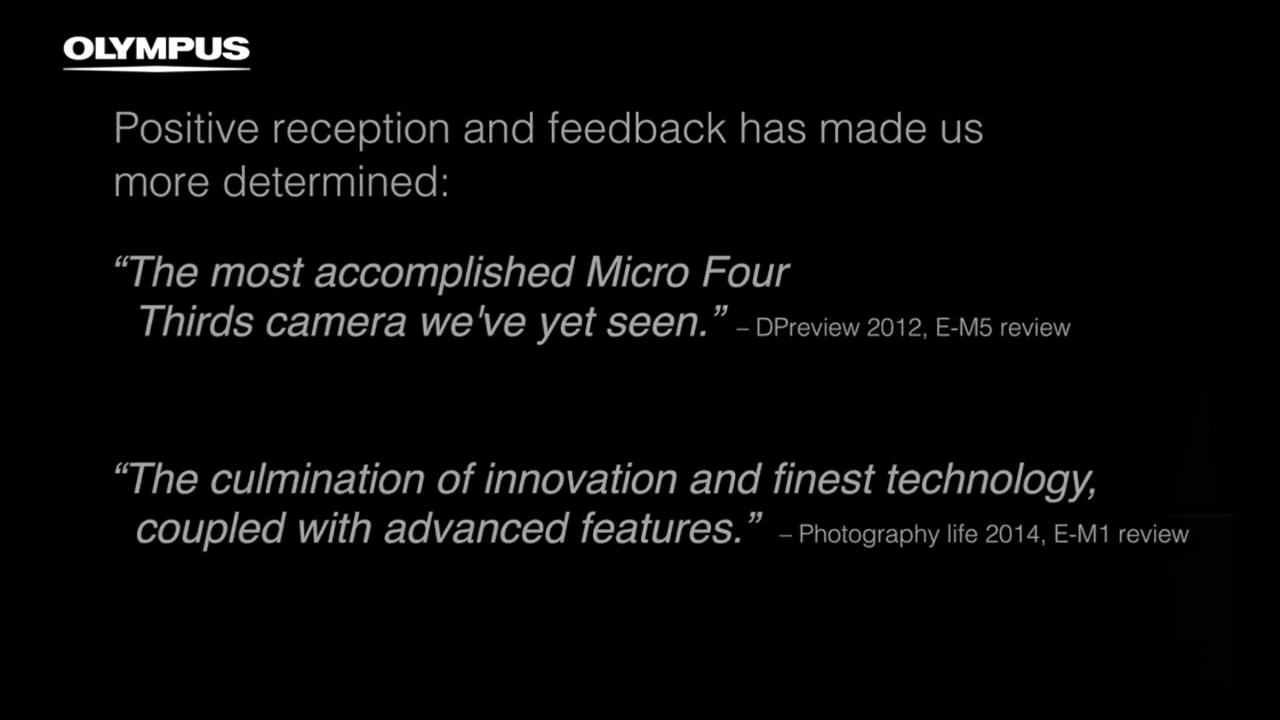 OLYMPUS
Positive reception and feedback has made us
more determined:
“The most accomplished Micro Four
Thirds camera we've yet seen.” – DPreview 2012, E-M5 review
“The culmination of innovation and finest technology,
coupled with advanced features.” – Photography life 2014, E-M1 review